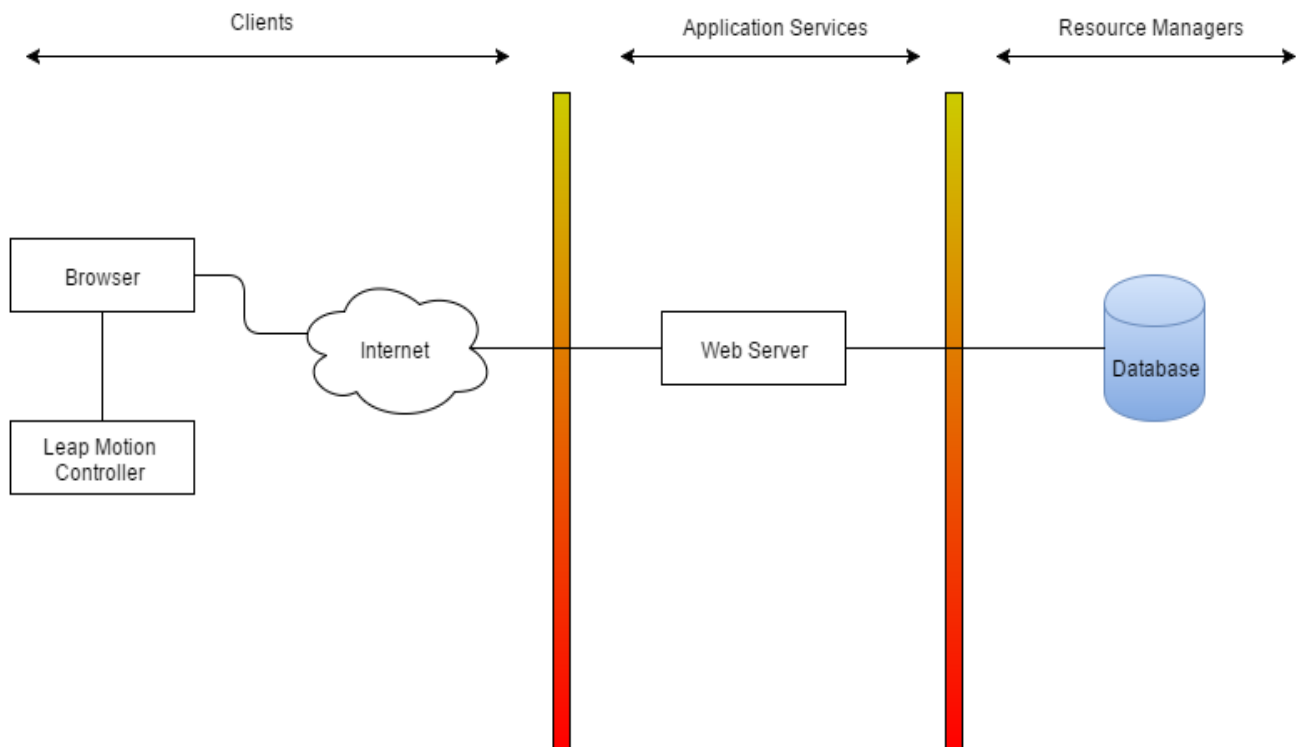 Clients
Application Services
Resource Managers
Browser
Internet
Web Server
Database
Leap Motion
Controller